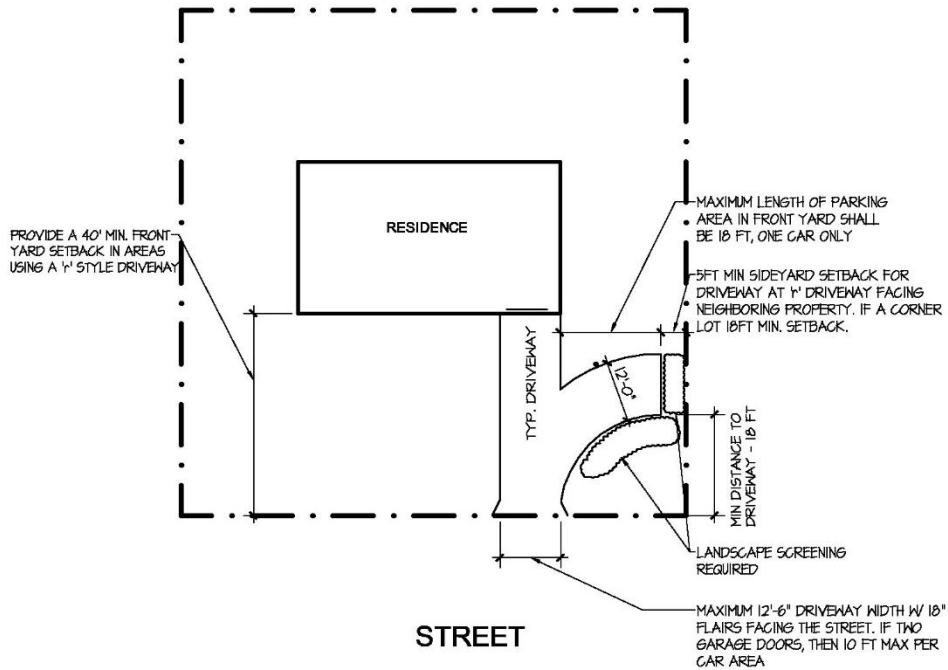 RESIDENCE
PROVIDE A 40' MIN. FRONT
YARD SETBACK IN AREAS
USING A 'r' STYLE DRIVEWAY
MAXIMUM LENGTH OF PARKING
AREA IN FRONT YARD SHALL
BE 18 FT, ONE CAR ONLY
5FT MIN SIDEYARD SETBACK FOR
DRIVEWAY AT 'r' DRIVEWAY FACING
NEIGHBORING PROPERTY. IF A CORNER
LOT 18FT MIN. SETBACK.
TYP. DRIVEWAY
12'-0"
MIN DISTANCE TO
DRIVEWAY - 18 FT
LANDSCAPE SCREENING
REQUIRED
MAXIMUM 12'-6" DRIVEWAY WIDTH W/ 18"
FLAIRS FACING THE STREET. IF TWO
GARAGE DOORS, THEN 10 FT MAX PER
CAR AREA
STREET